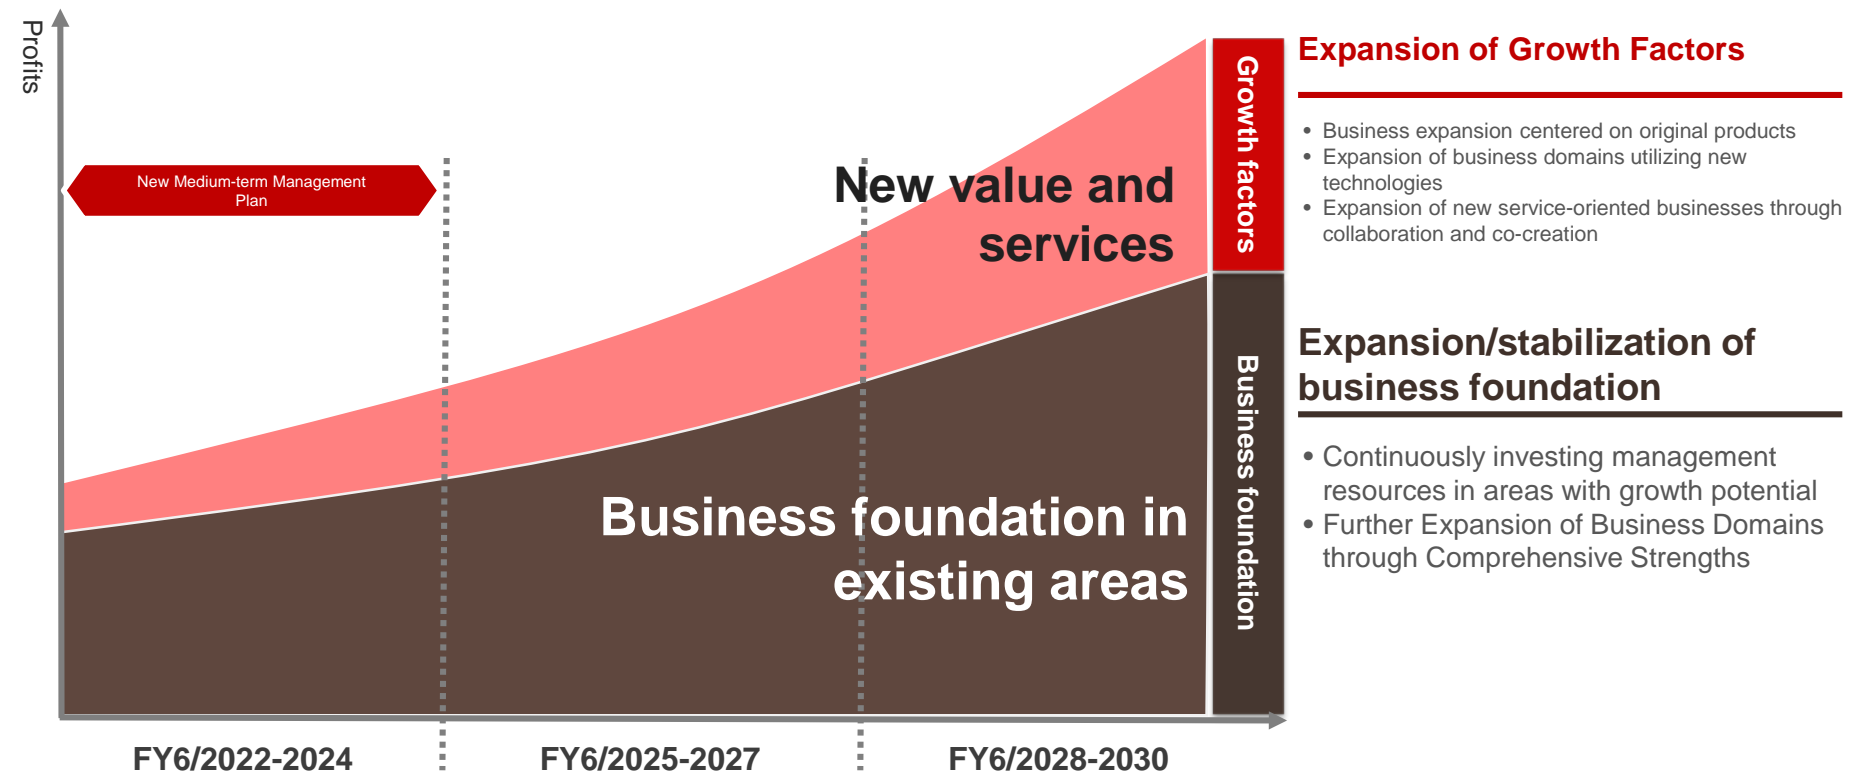 Profits
New Medium-term Management
Plan
New value and
services
Business foundation in
existing areas
Growth factors
Business foundation
FY6/2022-2024
FY6/2025-2027
FY6/2028-2030
Expansion of Growth Factors
• Business expansion centered on original products
• Expansion of business domains utilizing new
technologies
• Expansion of new service-oriented businesses through
collaboration and co-creation
Expansion/stabilization of
business foundation
• Continuously investing management
resources in areas with growth potential
• Further Expansion of Business Domains
through Comprehensive Strengths